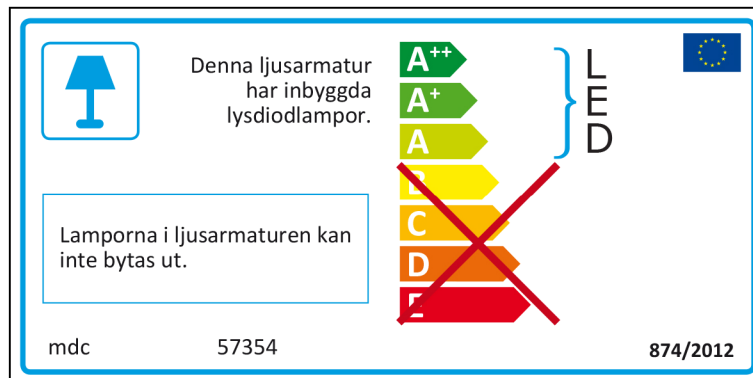 Denna ljusarmatur
har inbyggda
lysdiodlampor.
Lamporna i ljusarmaturen kan
inte bytas ut.
A++
A+
A
B
C
D
E
L
E
D
mdc 57354 874/2012